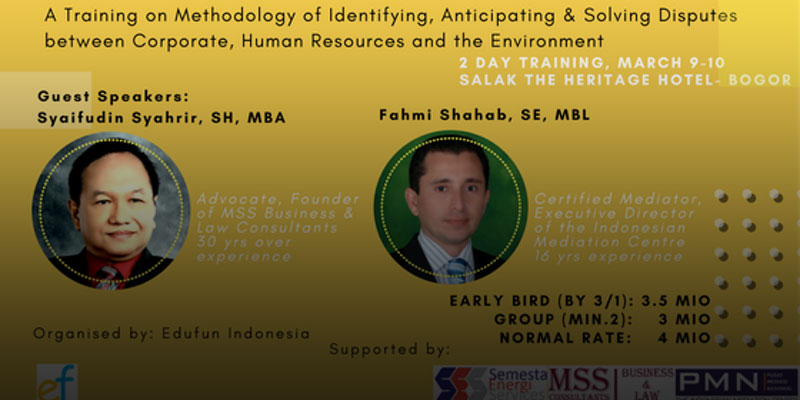 A Training on Methodology of Identifying, Anticipating & Solving Disputes
between Corporate, Human Resources and the Environment
2 DAY TRAINING, MARCH 9-10
SALAK THE HERITAGE HOTEL- BOGOR
Guest Speakers:
Syaifudin Syahrir, SH, MBA
Advocate, Founder
of MSS Business &
Law Consultants
30 yrs over
experience
Fahmi Shahab, SE, MBL
Certified Mediator,
Executive Director
of the Indonesian
Mediation Centre
16 yrs experience
EARLY BIRD (BY 3/1): 3.5 MIO
GROUP (MIN.2): 3 MIO
NORMAL RATE: 4 MIO
Organised by: Edufun Indonesia
Supported by:
ef
Semesta
Energi
Services
MSS
CONSULTANTS
BUSINESS
&
LAW
PMN
PUSAT
MEDIASI
NASIONAL